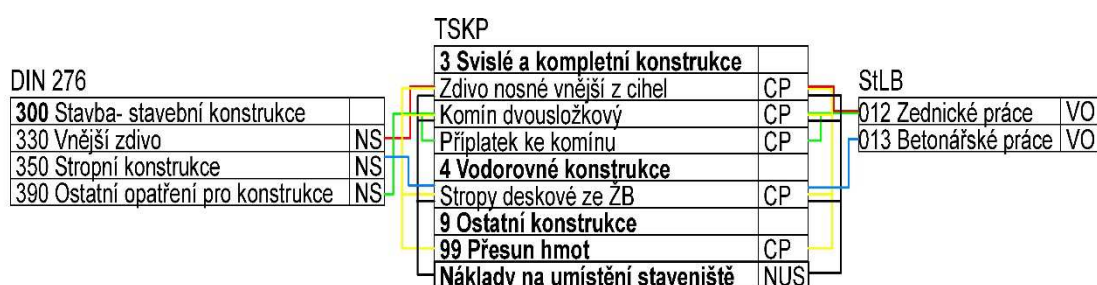 DIN 276
300 Stavba- stavební konstrukce
330 Vnější zdivo NS
350 Stropní konstrukce NS
390 Ostatní opatření pro konstrukce NS
TSKP
3 Svislé a kompletní konstrukce
Zdivo nosné vnější z cihel CP
Komín dvousložkový CP
Příplatek ke komínu CP
4 Vodorovné konstrukce
Stropy deskové ze ŽB CP
9 Ostatní konstrukce
99 Přesun hmot CP
Náklady na umístění staveniště NUS
StLB
012 Zednické práce VO
013 Betonářské práce VO